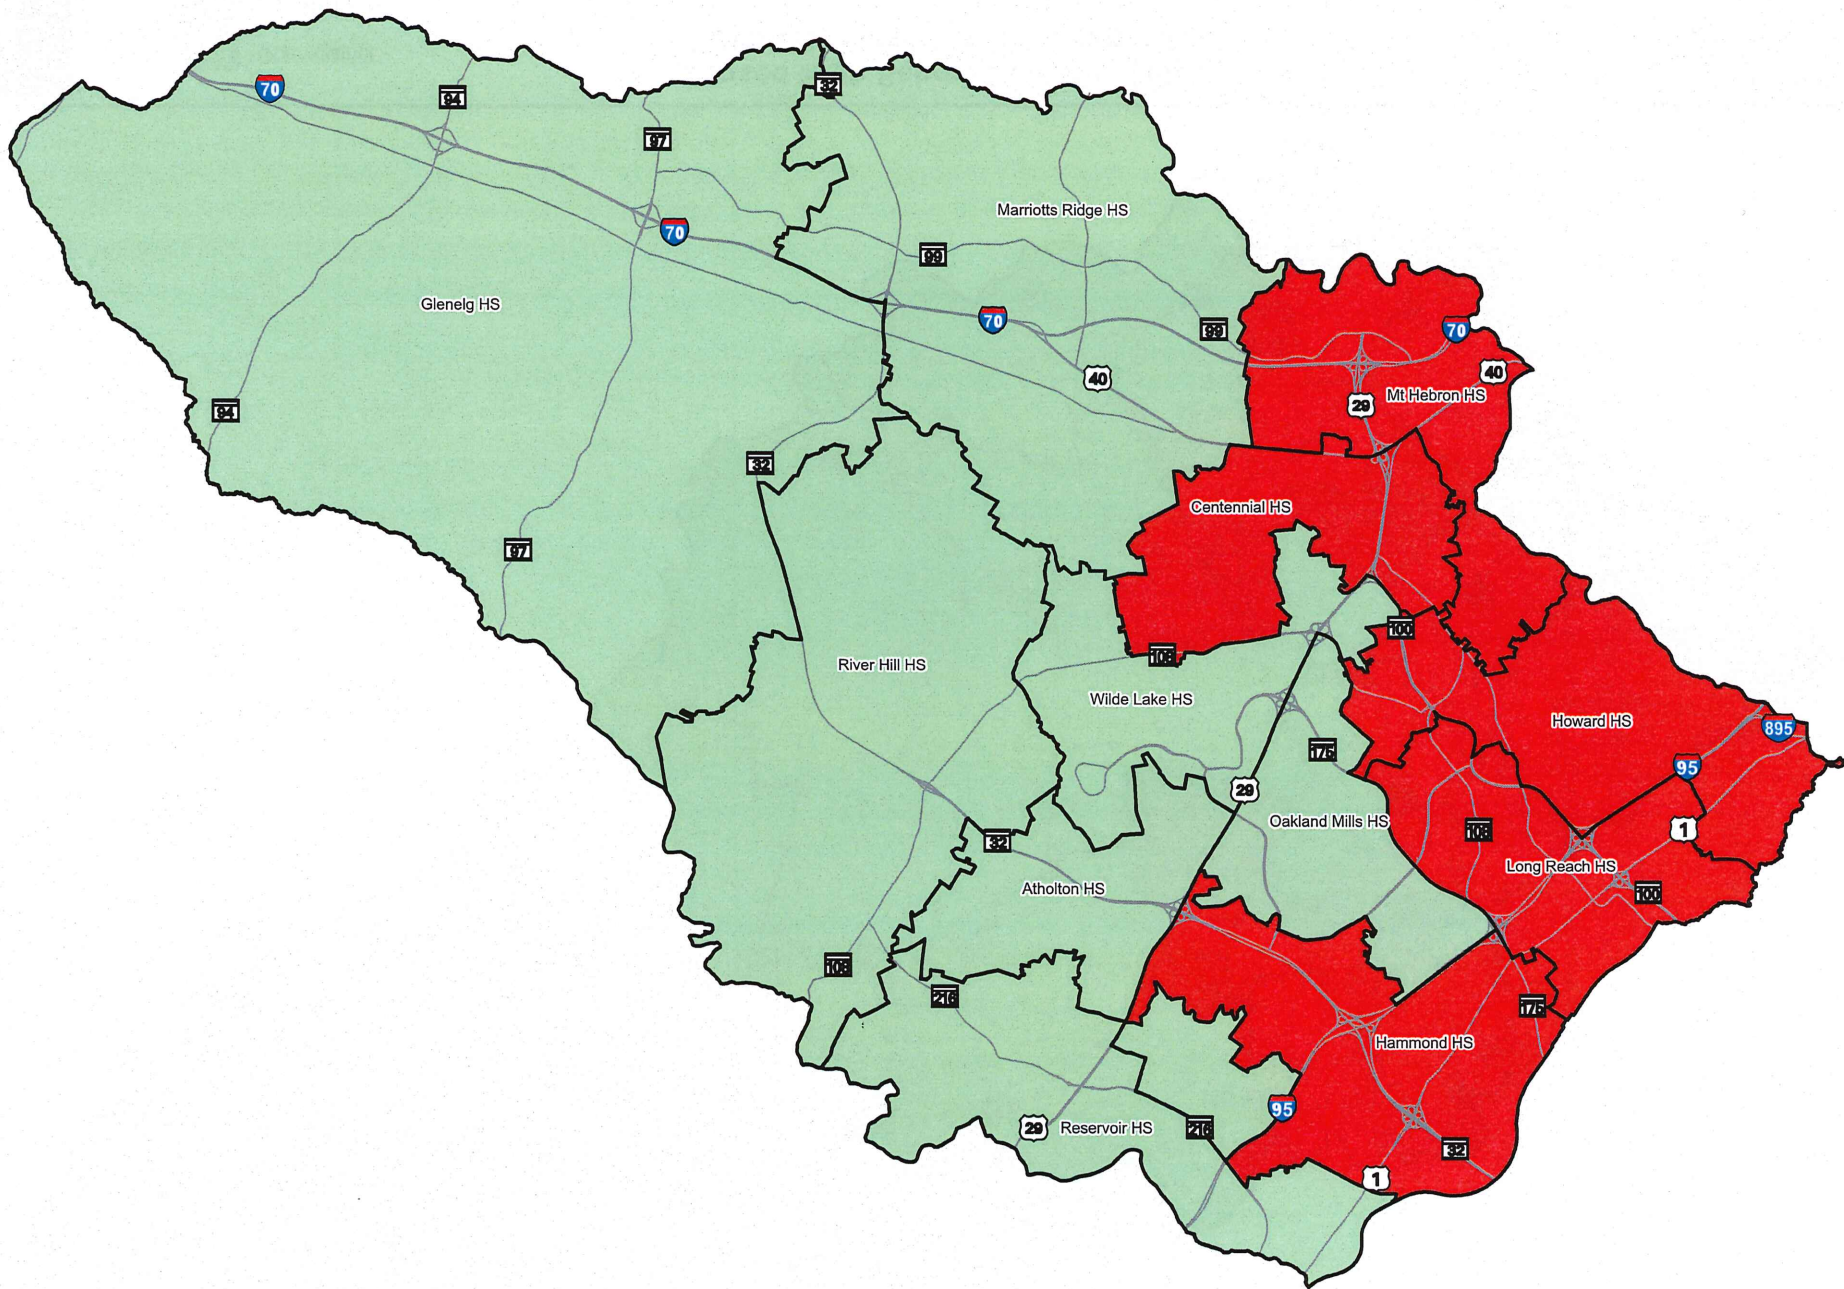 32
70
94
97
Marriotts Ridge HS
70
99
Glenelg HS
70
99
70
40
40
Mt Hebron HS
29
94
32
Centennial HS
97
100
108
River Hill HS
Wilde Lake HS
Howard HS
895
175
95
29
Oakland Mills HS
108
1
32
Long Reach HS
Atholton HS
100
108
216
175
Hammond HS
95
29
Reservoir HS
216
32
1